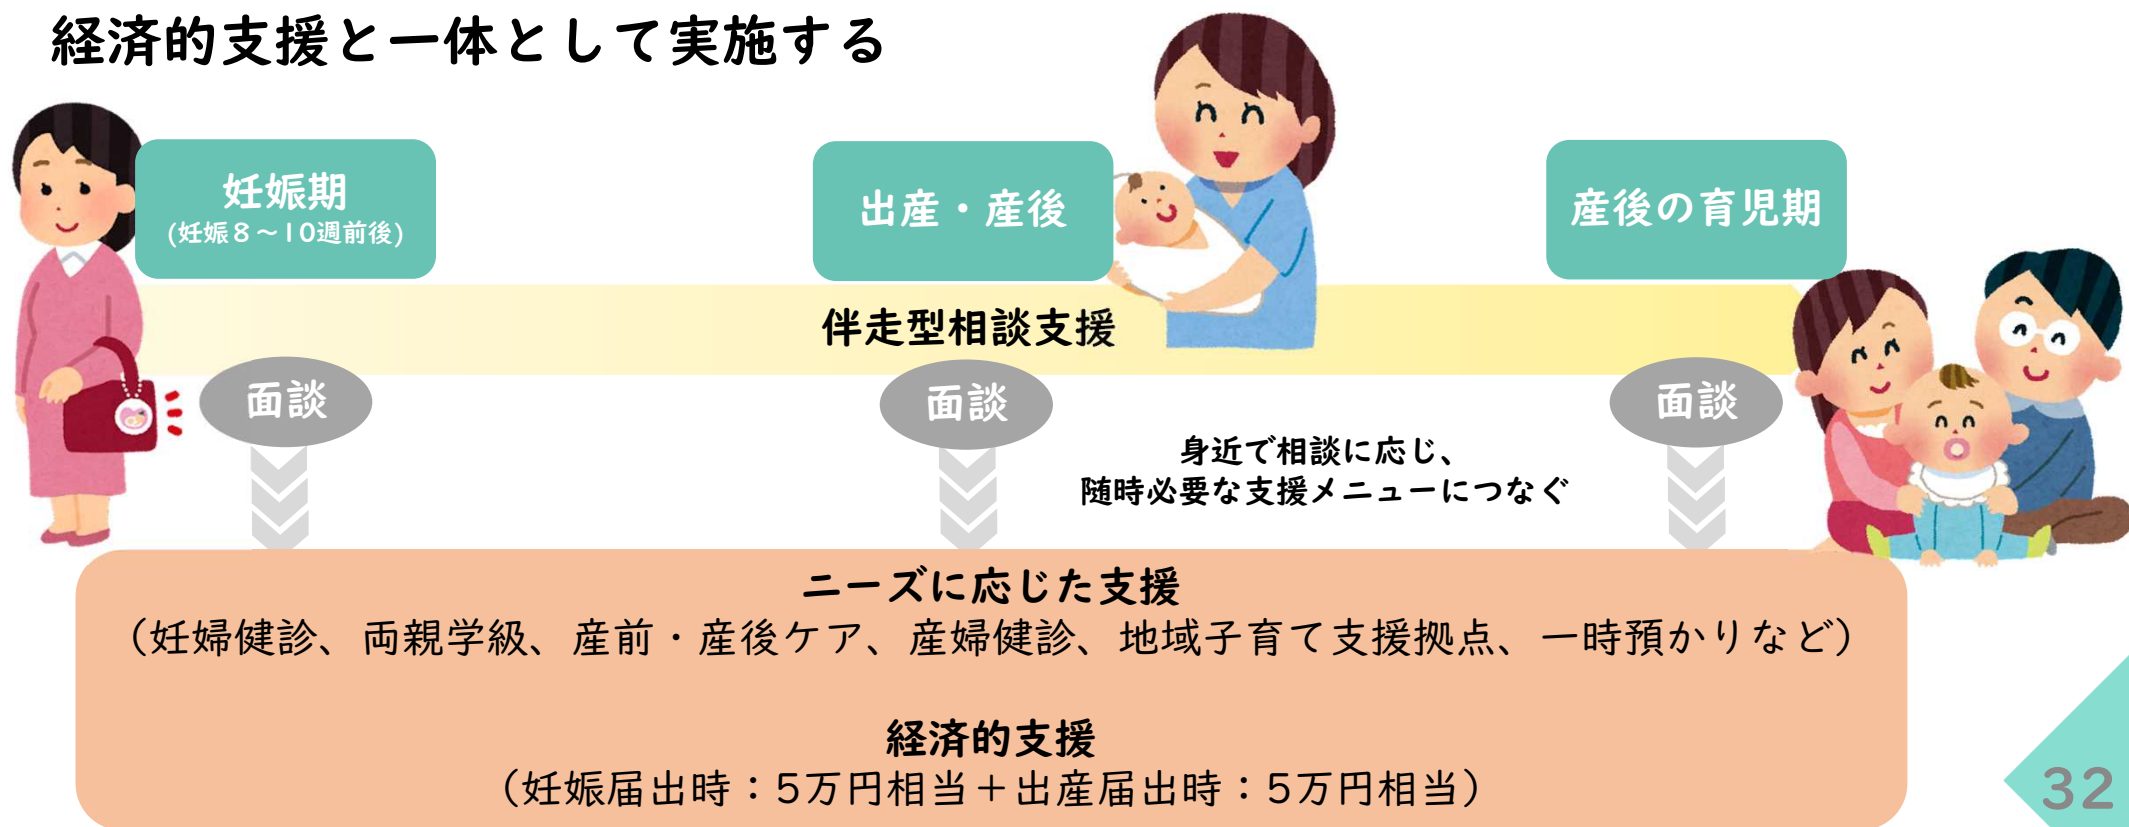 経済的支援と一体として実施する
妊娠期
(妊娠8～10週前後)
出産・産後
産後の育児期
伴走型相談支援
面談
面談
面談
身近で相談に応じ、
随時必要な支援メニューにつなぐ
ニーズに応じた支援
（妊婦健診、両親学級、産前・産後ケア、産婦健診、地域子育て支援拠点、一時預かりなど）
経済的支援
（妊娠届出時：5万円相当＋出産届出時：5万円相当）
32